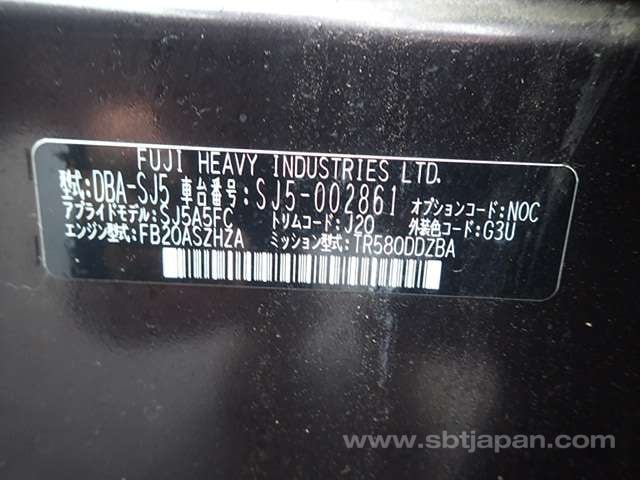 FUJI HEAVY INDUSTRIES LTD.
型式:DBA-SJ5 車台番号:SJ5-002861 オプションコード:NOC
アプライドモデル:SJ5A5FC トリムコード:J20 外装色コード:G3U
エンジン型式:FB20ASZHZA ミッション型式:TR580DDZBA
www.sbtjapan.com